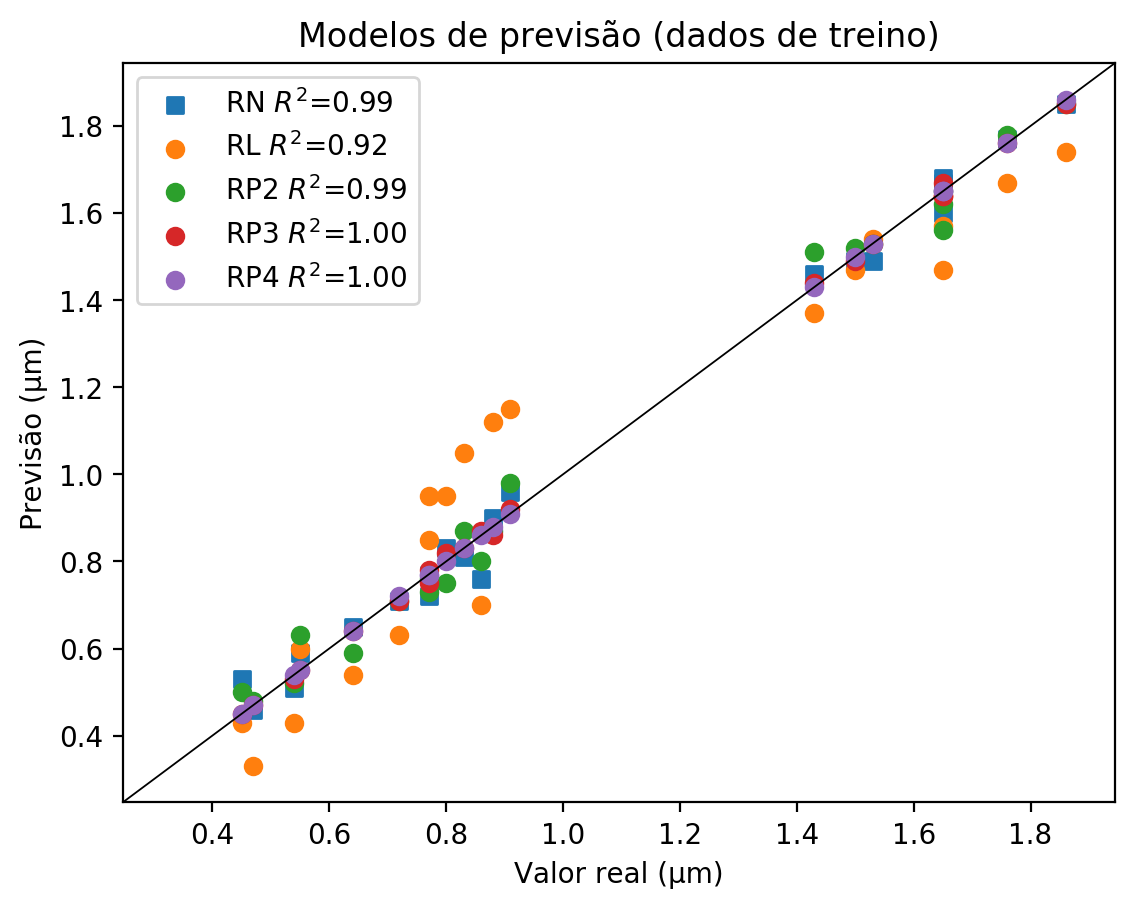 Modelos de previsão (dados de treino)
RN R²=0.99
RL R²=0.92
RP2 R²=0.99
RP3 R²=1.00
RP4 R²=1.00
Previsão (μm)
1.8
1.6
1.4
1.2
1.0
0.8
0.6
0.4
0.4 0.6 0.8 1.0 1.2 1.4 1.6 1.8
Valor real (μm)